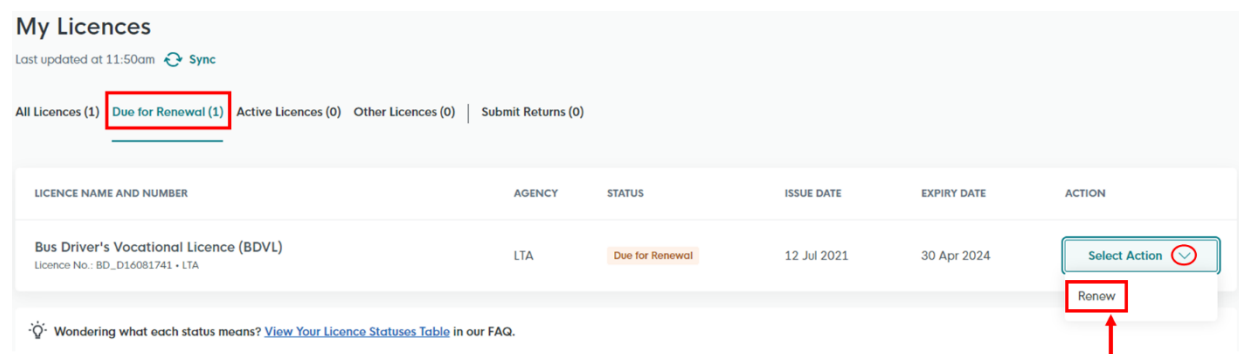 My Licences
Last updated at 11:50am Sync
All Licences (1) Due for Renewal (1) Active Licences (0) Other Licences (0) Submit Returns (0)
LICENCE NAME AND NUMBER AGENCY STATUS ISSUE DATE EXPIRY DATE ACTION
Bus Driver's Vocational Licence (BDVL)
Licence No.: BD_D16081741 • LTA
LTA Due for Renewal 12 Jul 2021 30 Apr 2024 Select Action
Renew
Wondering what each status means? View Your Licence Statuses Table in our FAQ.